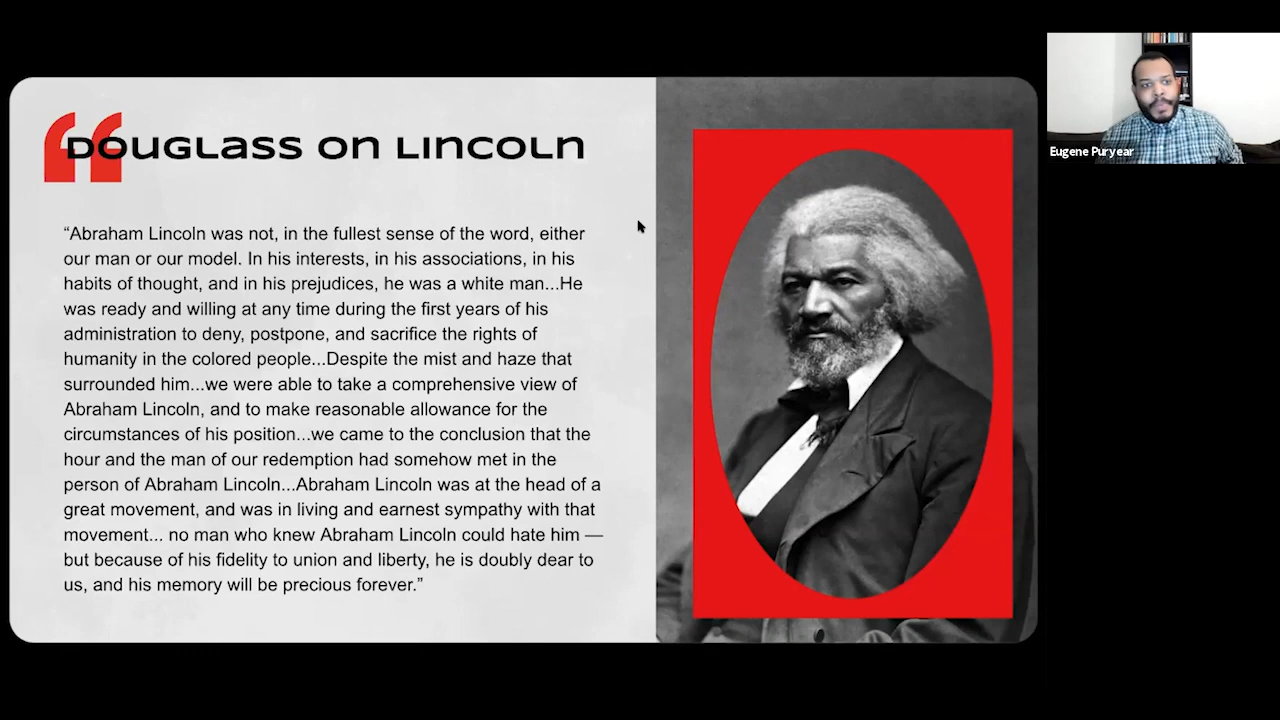 DOUGLASS ON LINCOLN
“Abraham Lincoln was not, in the fullest sense of the word, either
our man or our model. In his interests, in his associations, in his
habits of thought, and in his prejudices, he was a white man...He
was ready and willing at any time during the first years of his
administration to deny, postpone, and sacrifice the rights of
humanity in the colored people...Despite the mist and haze that
surrounded him...we were able to take a comprehensive view of
Abraham Lincoln, and to make reasonable allowance for the
circumstances of his position...we came to the conclusion that the
hour and the man of our redemption had somehow met in the
person of Abraham Lincoln...Abraham Lincoln was at the head of a
great movement, and was in living and earnest sympathy with that
movement... no man who knew Abraham Lincoln could hate him —
but because of his fidelity to union and liberty, he is doubly dear to
us, and his memory will be precious forever.”
Eugene Puryear